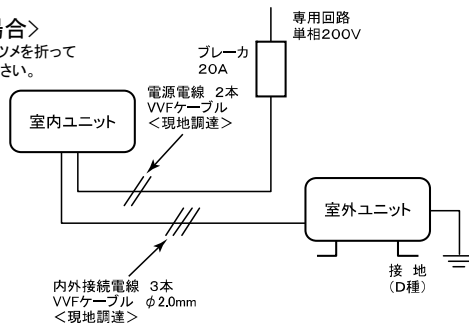 場合>
ツメを折って
さい。
専用回路
単相200V
ブレーカ
20A
電源電線 2本
VVFケーブル
<現地調達>
室内ユニット
室外ユニット
接 地
(D種)
内外接続電線 3本
VVFケーブル φ2.0mm
<現地調達>